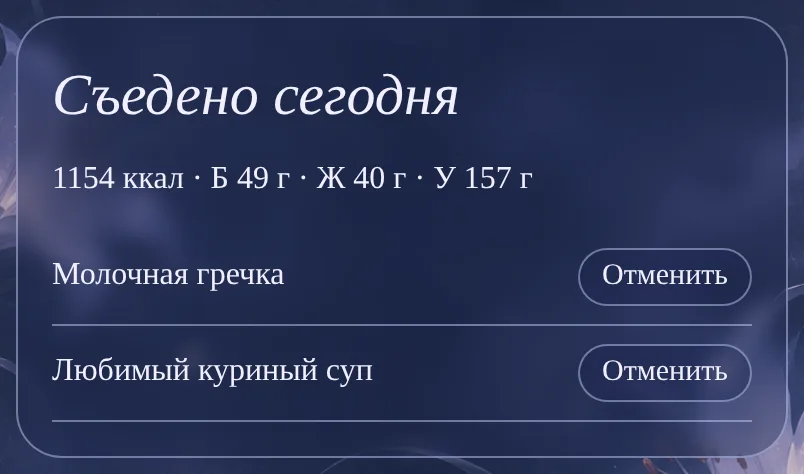 Съедено сегодня
1154 ккал · Б 49 г · Ж 40 г · У 157 г
Молочная гречка
Отменить
Любимый куриный суп
Отменить